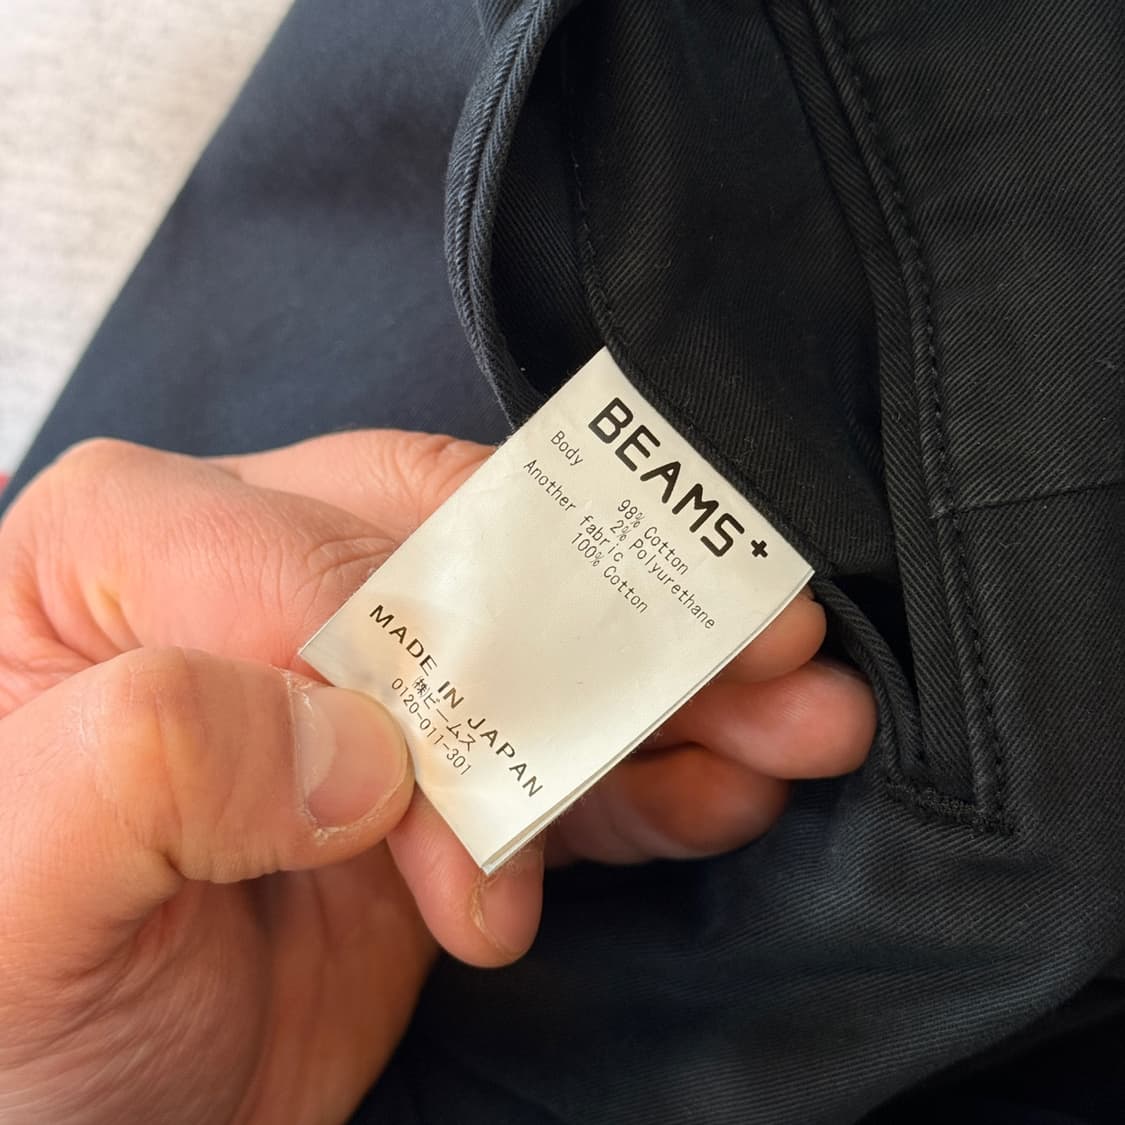 BEAMS+
Body
98% Cotton
2% Polyurethane
Another fabric
100% Cotton
MADE IN JAPAN
㈱ビームス
0120-011-301